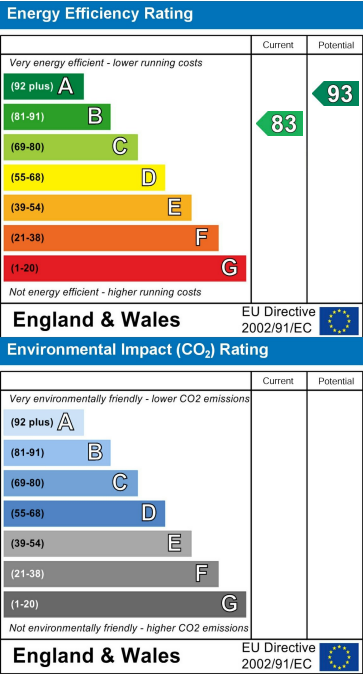 Energy Efficiency Rating
Current Potential
Very energy efficient - lower running costs
(92 plus) A
93
(81-91) B
83
(69-80) C
(55-68) D
(39-54) E
(21-38) F
(1-20) G
Not energy efficient - higher running costs
England & Wales
EU Directive
2002/91/EC
Environmental Impact (CO₂) Rating
Current Potential
Very environmentally friendly - lower CO2 emissions
(92 plus) A
(81-91) B
(69-80) C
(55-68) D
(39-54) E
(21-38) F
(1-20) G
Not environmentally friendly - higher CO2 emissions
England & Wales
EU Directive
2002/91/EC